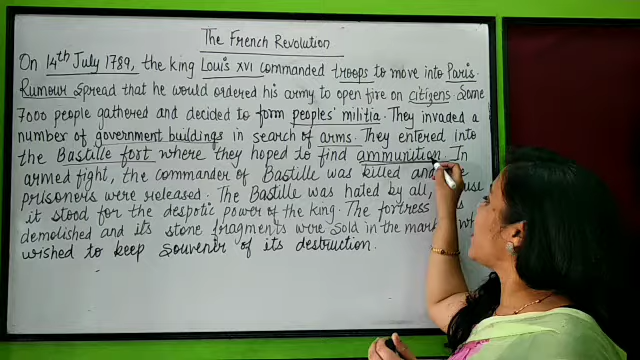 The French Revolution
On 14th July 1789, the king Louis XVI commanded troops to move into Paris.
Rumour spread that he would ordered his army to open fire on citizens. Some
7000 people gathered and decided to form peoples' militia. They invaded a
number of government buildings in search of arms. They entered into
the Bastille fort where they hoped to find ammunition In
armed fight, the commander of Bastille was killed and
prisoners were released. The Bastille was hated by all,
it stood for the despotic power of the king. The fortress
demolished and its stone fragments were sold in the
wished to keep souvenir of its destruction.